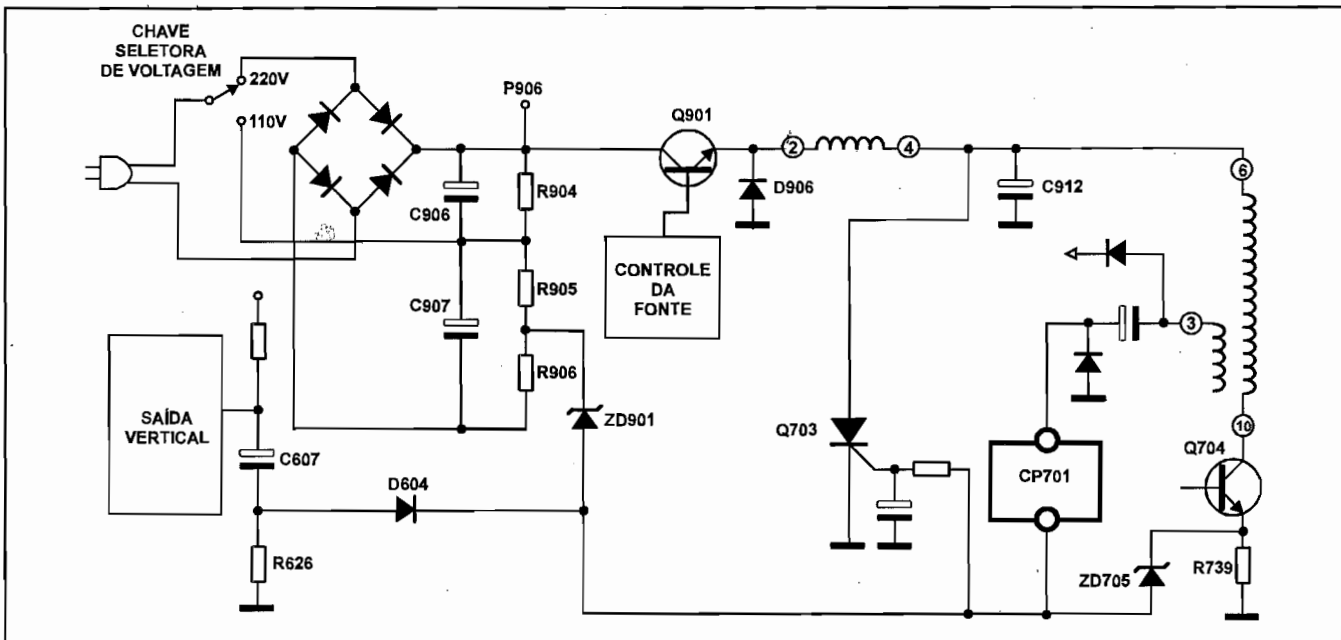 CHAVE
SELETORA
DE VOLTAGEM
220V
110V
P906
Q901
2
4
6
D906
C912
C906
R904
CONTROLE
DA
FONTE
C907
R905
R906
3
SAÍDA
VERTICAL
ZD901
Q703
10
Q704
C607
CP701
D604
R626
ZD705
R739